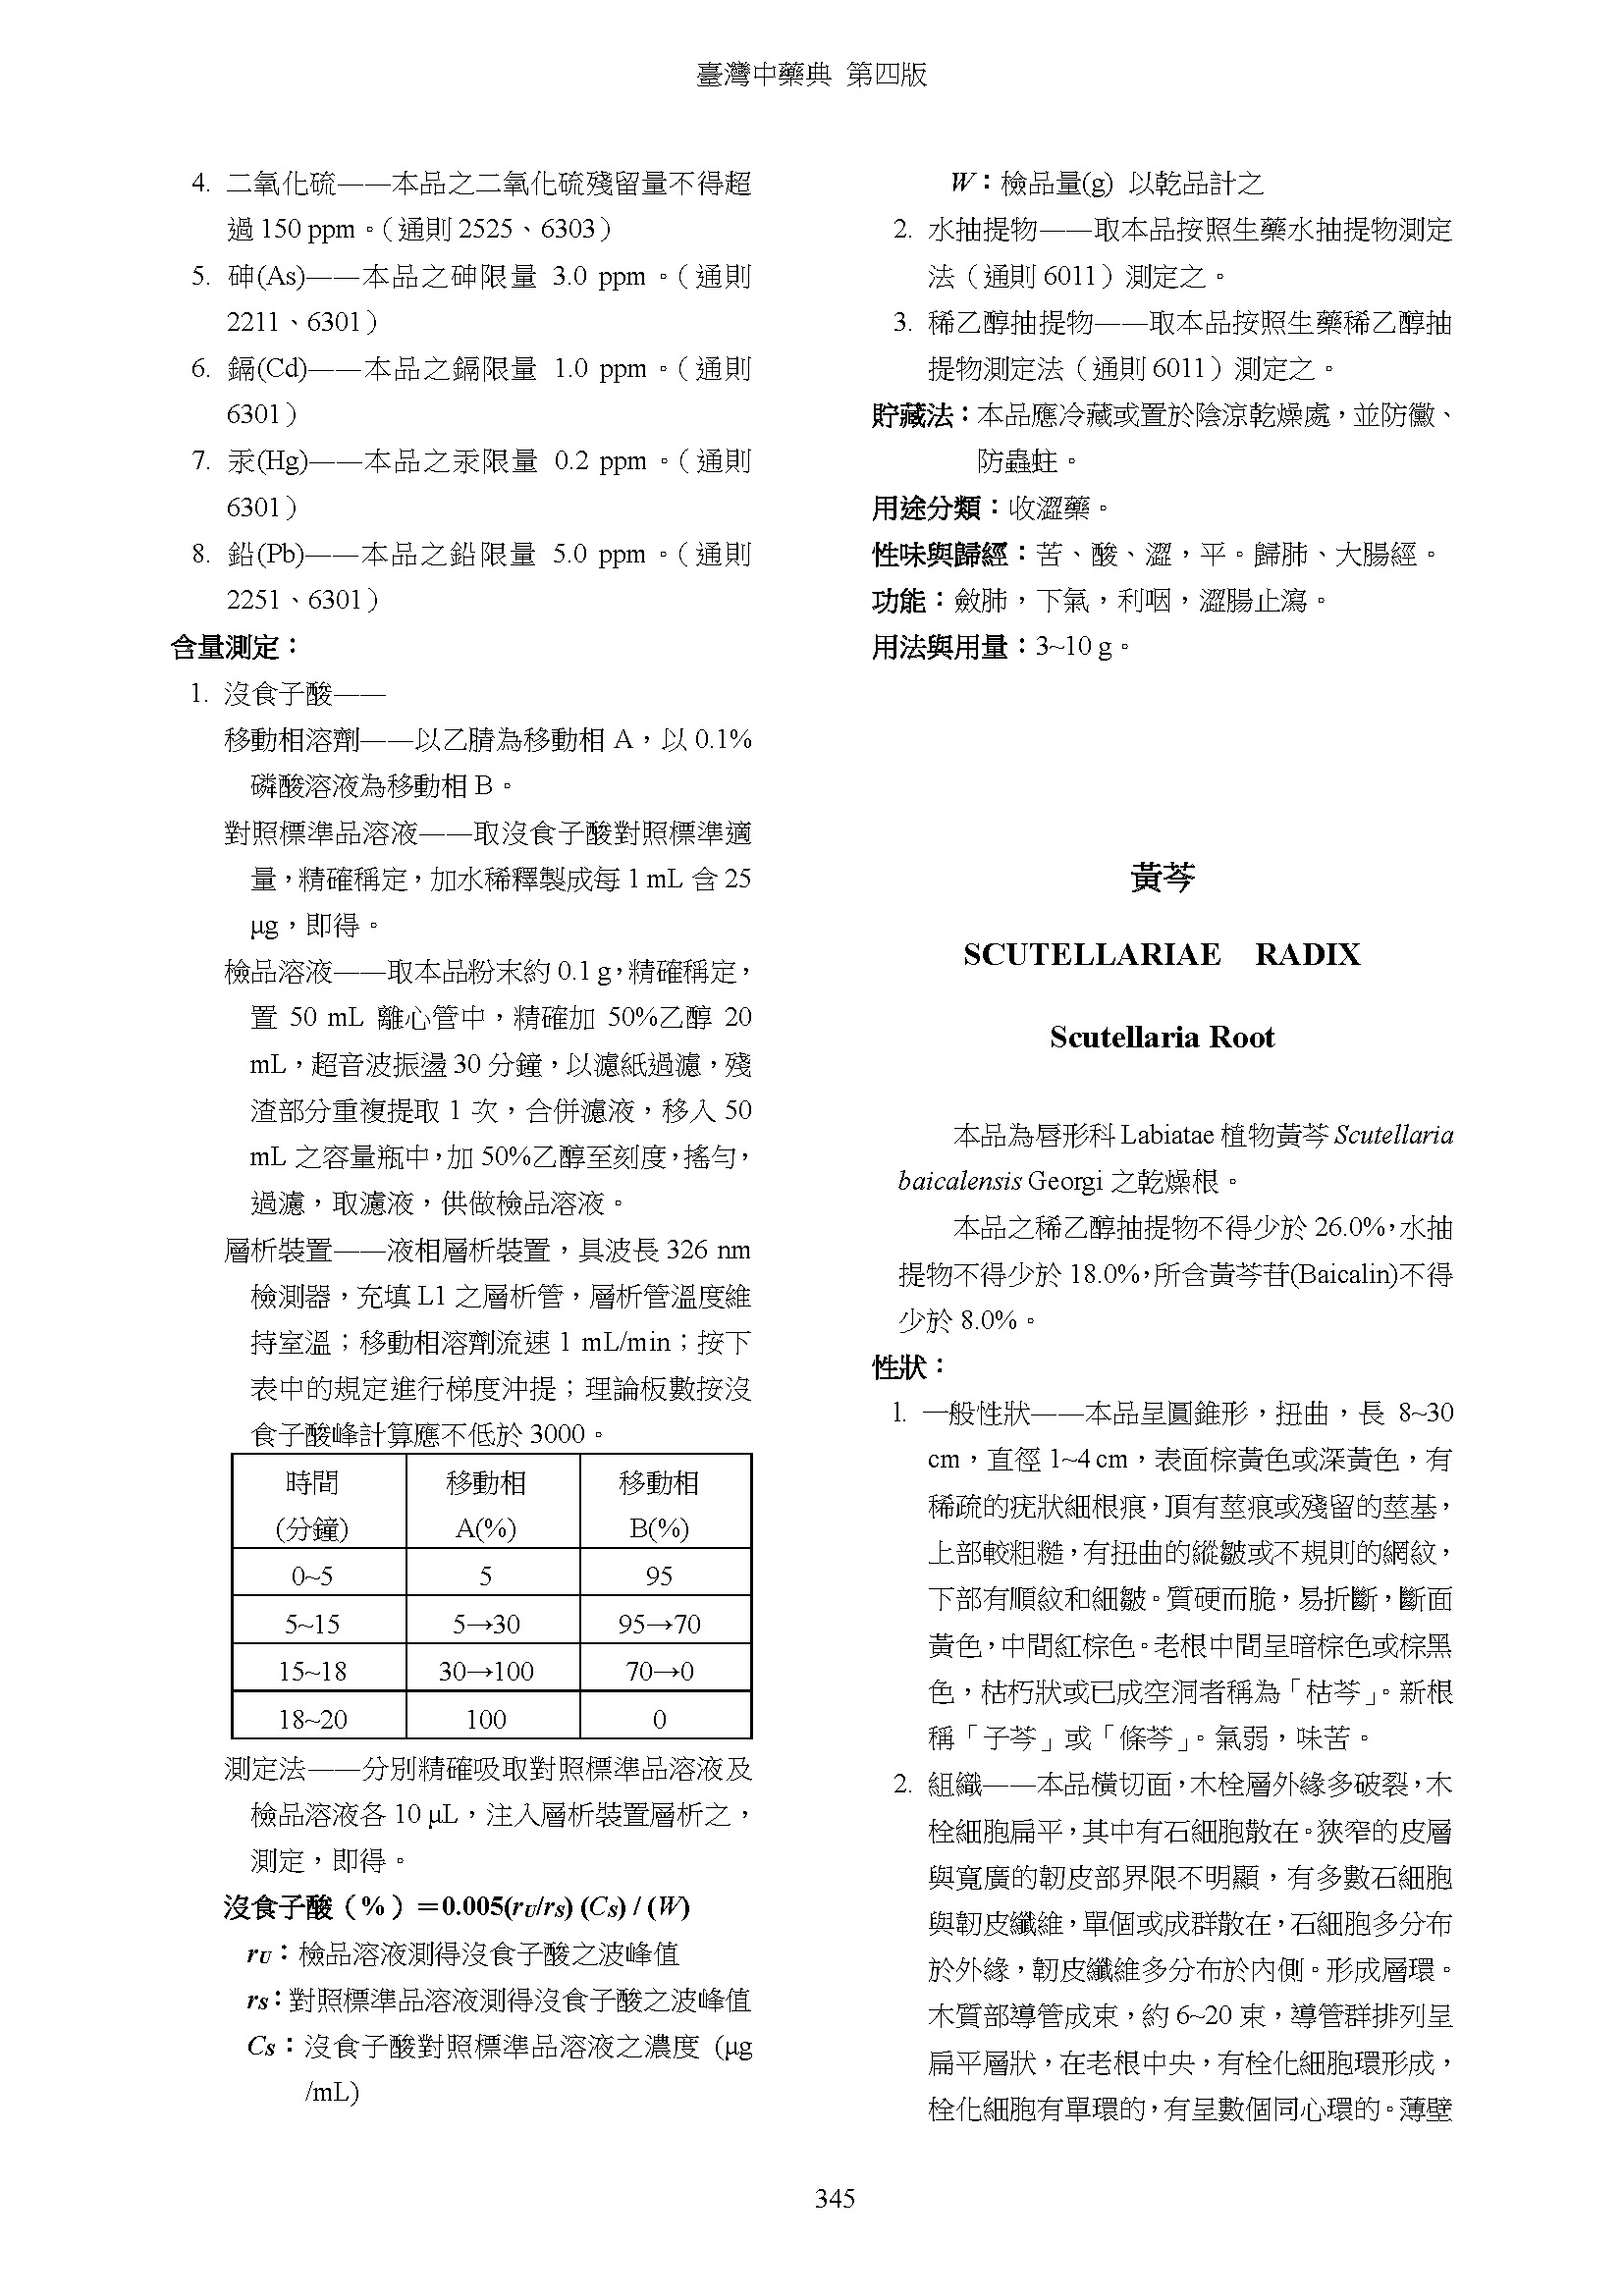 臺灣中藥典 第四版
4. 二氧化硫——本品之二氧化硫殘留量不得超
過 150 ppm。（通則 2525、6303）
5. 砷(As)——本品之砷限量 3.0 ppm。（通則
2211、6301）
6. 鎘(Cd)——本品之鎘限量 1.0 ppm。（通則
6301）
7. 汞(Hg)——本品之汞限量 0.2 ppm。（通則
6301）
8. 鉛(Pb)——本品之鉛限量 5.0 ppm。（通則
2251、6301）
含量測定：
1. 沒食子酸——
移動相溶劑——以乙腈為移動相 A，以 0.1%
磷酸溶液為移動相 B。
對照標準品溶液——取沒食子酸對照標準適
量，精確稱定，加水稀釋製成每 1 mL 含 25
μg，即得。
檢品溶液——取本品粉末約 0.1 g，精確稱定，
置 50 mL 離心管中，精確加 50%乙醇 20
mL，超音波振盪 30 分鐘，以濾紙過濾，殘
渣部分重複提取 1 次，合併濾液，移入 50
mL 之容量瓶中，加 50%乙醇至刻度，搖勻，
過濾，取濾液，供做檢品溶液。
層析裝置——液相層析裝置，具波長 326 nm
檢測器，充填 L1 之層析管，層析管溫度維
持室溫；移動相溶劑流速 1 mL/min；按下
表中的規定進行梯度沖提；理論板數按沒
食子酸峰計算應不低於 3000。
時間 移動相 移動相
(分鐘) A(%) B(%)
0~5 5 95
5~15 5→30 95→70
15~18 30→100 70→0
18~20 100 0
測定法——分別精確吸取對照標準品溶液及
檢品溶液各 10 μL，注入層析裝置層析之，
測定，即得。
沒食子酸（%）＝0.005(rU/rS) (CS) / (W)
rU：檢品溶液測得沒食子酸之波峰值
rS：對照標準品溶液測得沒食子酸之波峰值
CS：沒食子酸對照標準品溶液之濃度 (μg
/mL)
W：檢品量(g) 以乾品計之
2. 水抽提物——取本品按照生藥水抽提物測定
法（通則 6011）測定之。
3. 稀乙醇抽提物——取本品按照生藥稀乙醇抽
提物測定法（通則 6011）測定之。
貯藏法：本品應冷藏或置於陰涼乾燥處，並防黴、
防蟲蛀。
用途分類：收澀藥。
性味與歸經：苦、酸、澀，平。歸肺、大腸經。
功能：斂肺，下氣，利咽，澀腸止瀉。
用法與用量：3~10 g。
黃芩
SCUTELLARIAE RADIX
Scutellaria Root
本品為唇形科 Labiatae 植物黃芩 Scutellaria
baicalensis Georgi 之乾燥根。
本品之稀乙醇抽提物不得少於 26.0%，水抽
提物不得少於 18.0%，所含黃芩苷(Baicalin)不得
少於 8.0%。
性狀：
1. 一般性狀——本品呈圓錐形，扭曲，長 8~30
cm，直徑 1~4 cm，表面棕黃色或深黃色，有
稀疏的疣狀細根痕，頂有莖痕或殘留的莖基，
上部較粗糙，有扭曲的縱皺或不規則的網紋，
下部有順紋和細皺。質硬而脆，易折斷，斷面
黃色，中間紅棕色。老根中間呈暗棕色或棕黑
色，枯朽狀或已成空洞者稱為「枯芩」。新根
稱「子芩」或「條芩」。氣弱，味苦。
2. 組織——本品橫切面，木栓層外緣多破裂，木
栓細胞扁平，其中有石細胞散在。狹窄的皮層
與寬廣的韌皮部界限不明顯，有多數石細胞
與韌皮纖維，單個或成群散在，石細胞多分布
於外緣，韌皮纖維多分布於內側。形成層環。
木質部導管成束，約 6~20 束，導管群排列呈
扁平層狀，在老根中央，有栓化細胞環形成，
栓化細胞有單環的，有呈數個同心環的。薄壁
345